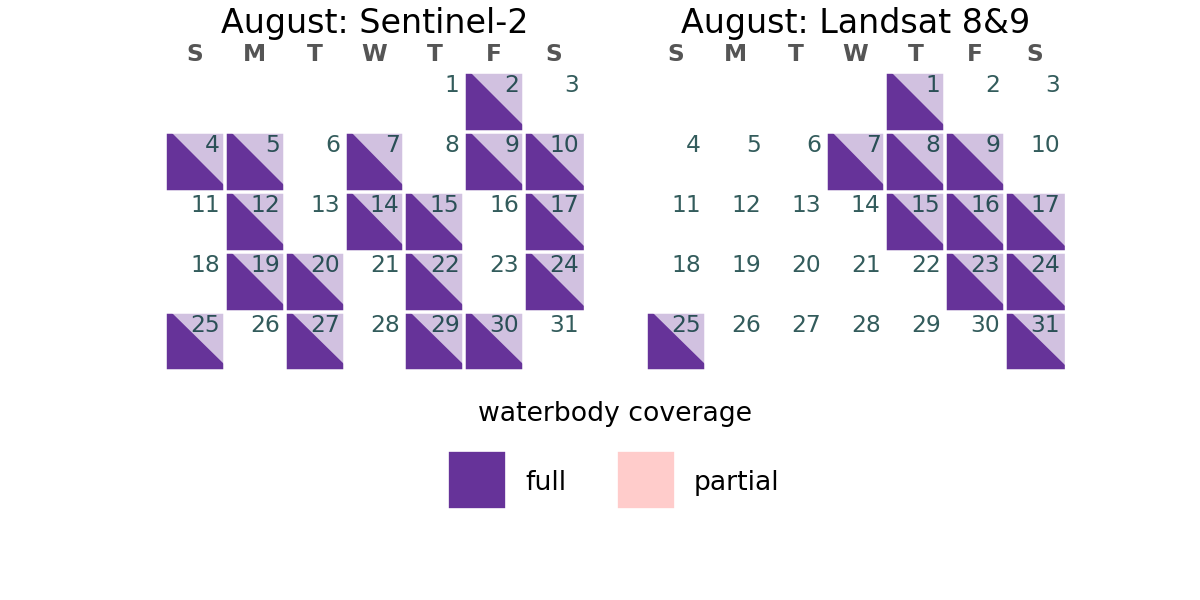 August: Sentinel-2 August: Landsat 8&9
S M T W T F S S M T W T F S
1 2 3 1 2 3
4 5 6 7 8 9 10 4 5 6 7 8 9 10
11 12 13 14 15 16 17 11 12 13 14 15 16 17
18 19 20 21 22 23 24 18 19 20 21 22 23 24
25 26 27 28 29 30 31 25 26 27 28 29 30 31
waterbody coverage
full partial